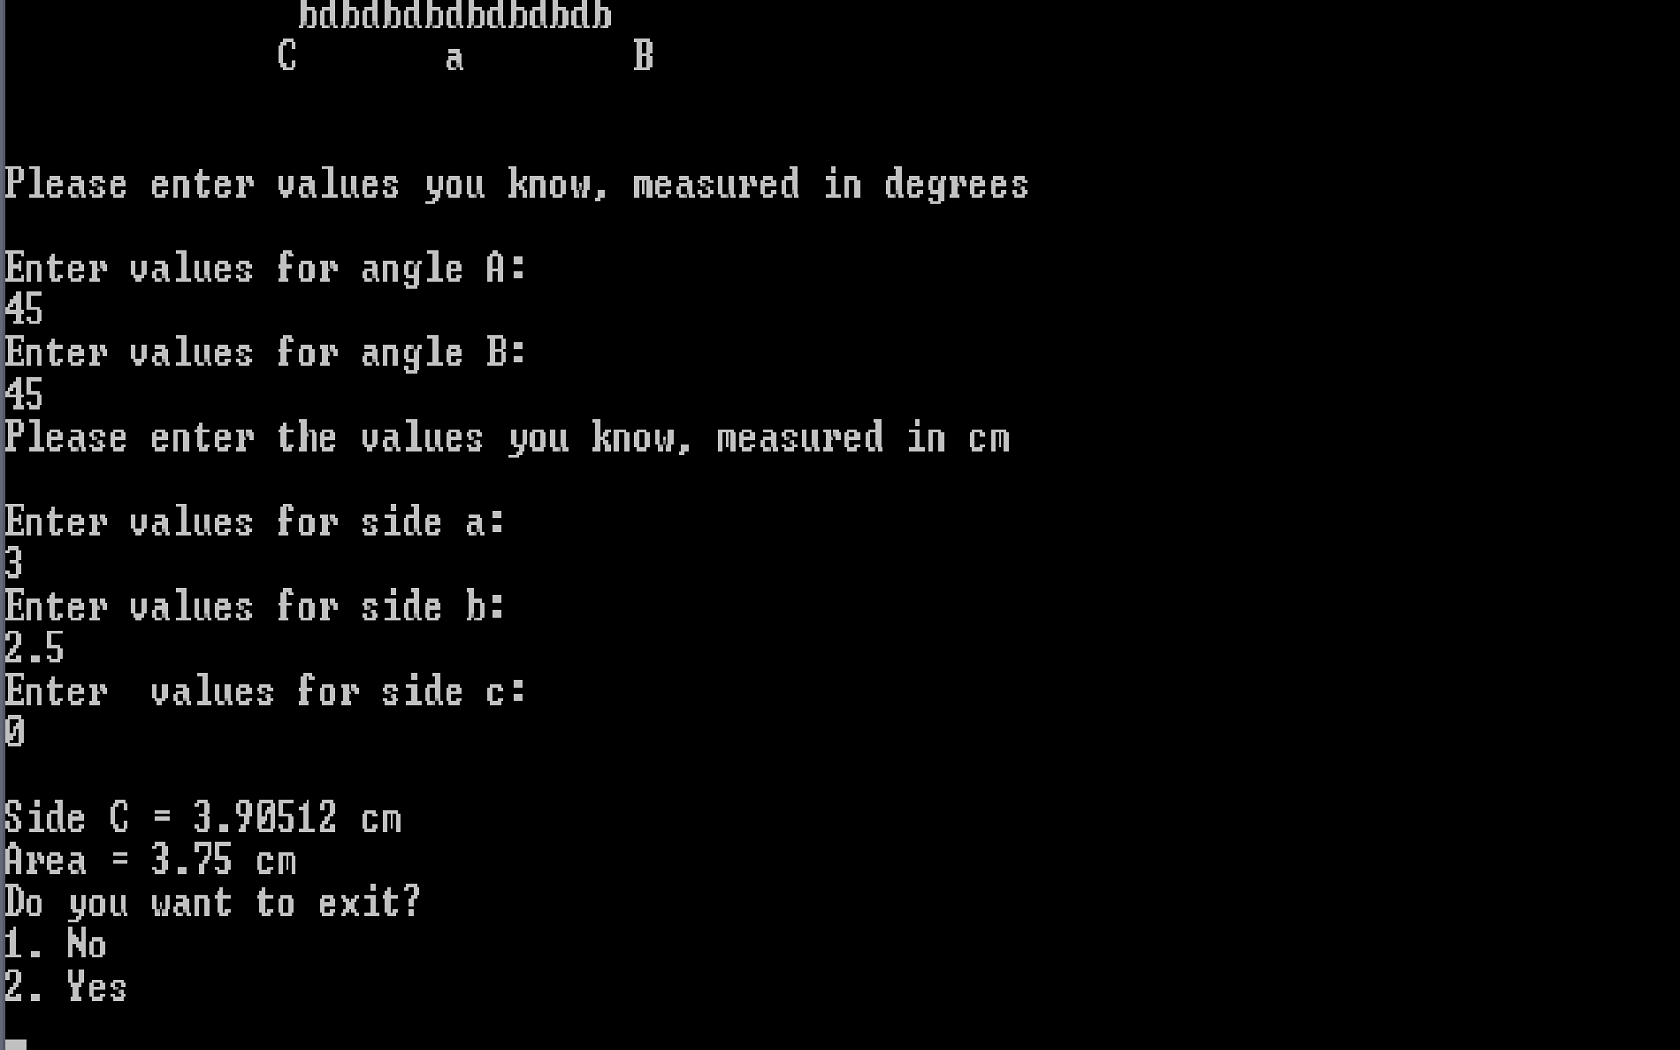 bdbdbdbdbdbdbdb
C a B
Please enter values you know, measured in degrees
Enter values for angle A:
45
Enter values for angle B:
45
Please enter the values you know, measured in cm
Enter values for side a:
3
Enter values for side b:
2.5
Enter  values for side c:
0
Side C = 3.90512 cm
Area = 3.75 cm
Do you want to exit?
1. No
2. Yes